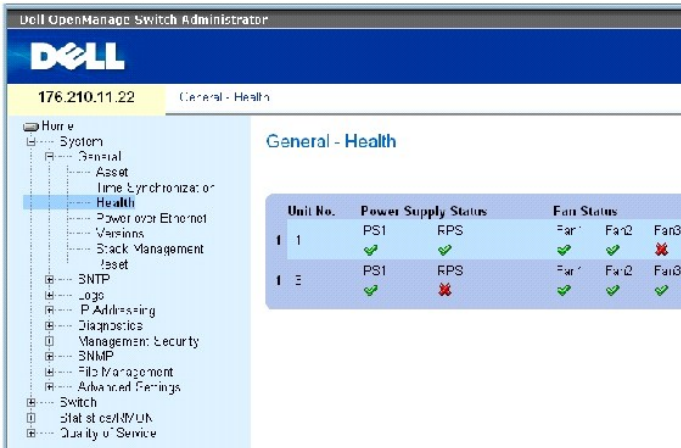 Dell OpenManage Switch Administrator
DELL
176.210.11.22
General - Health
Home
System
General
Asset
Time Synchronization
Health
Power over Ethernet
Versions
Stack Management
Reset
SNTP
Logs
IP Addressing
Diagnostics
Management Security
SNMP
File Management
Advanced Settings
Switch
Statistics/RMON
Quality of Service
General - Health
Unit No. Power Supply Status Fan Status
PS1 RPS Fan1 Fan2 Fan3
1 1
PS1 RPS Fan1 Fan2 Fan3
1